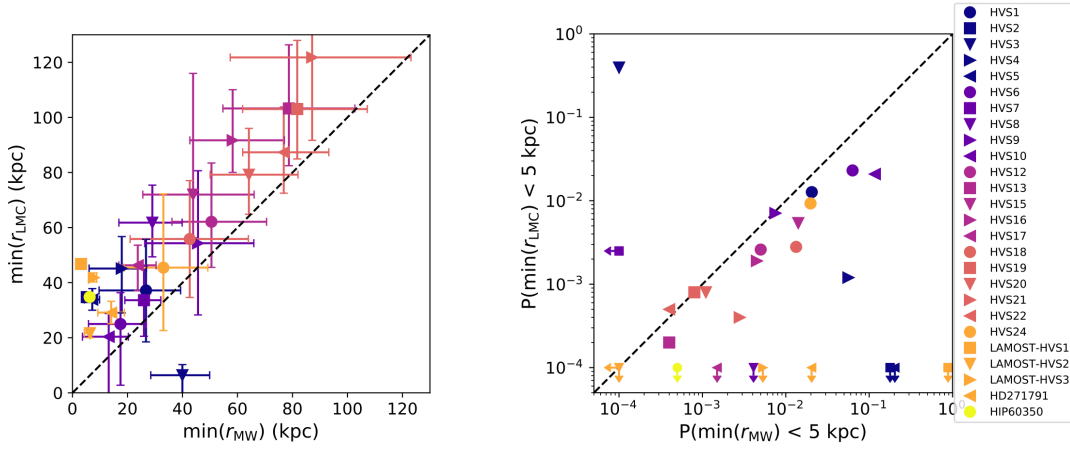 120
100
80
60
40
20
0
0 20 40 60 80 100 120
min(r_LMC) (kpc)
min(r_MW) (kpc)
10^0
10^−1
10^−2
10^−3
10^−4
10^−4 10^−3 10^−2 10^−1 10^0
P(min(r_LMC) < 5 kpc)
P(min(r_MW) < 5 kpc)
HVS1
HVS2
HVS3
HVS4
HVS5
HVS6
HVS7
HVS8
HVS9
HVS10
HVS12
HVS13
HVS15
HVS16
HVS17
HVS18
HVS19
HVS20
HVS21
HVS22
HVS24
LAMOST-HVS1
LAMOST-HVS2
LAMOST-HVS3
HD271791
HIP60350